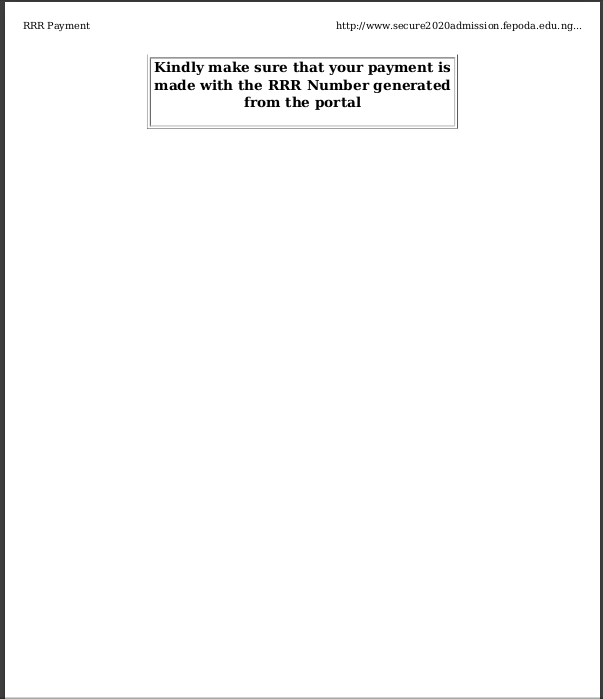 RRR Payment
http://www.secure2020admission.fepoda.edu.ng...
Kindly make sure that your payment is
made with the RRR Number generated
from the portal